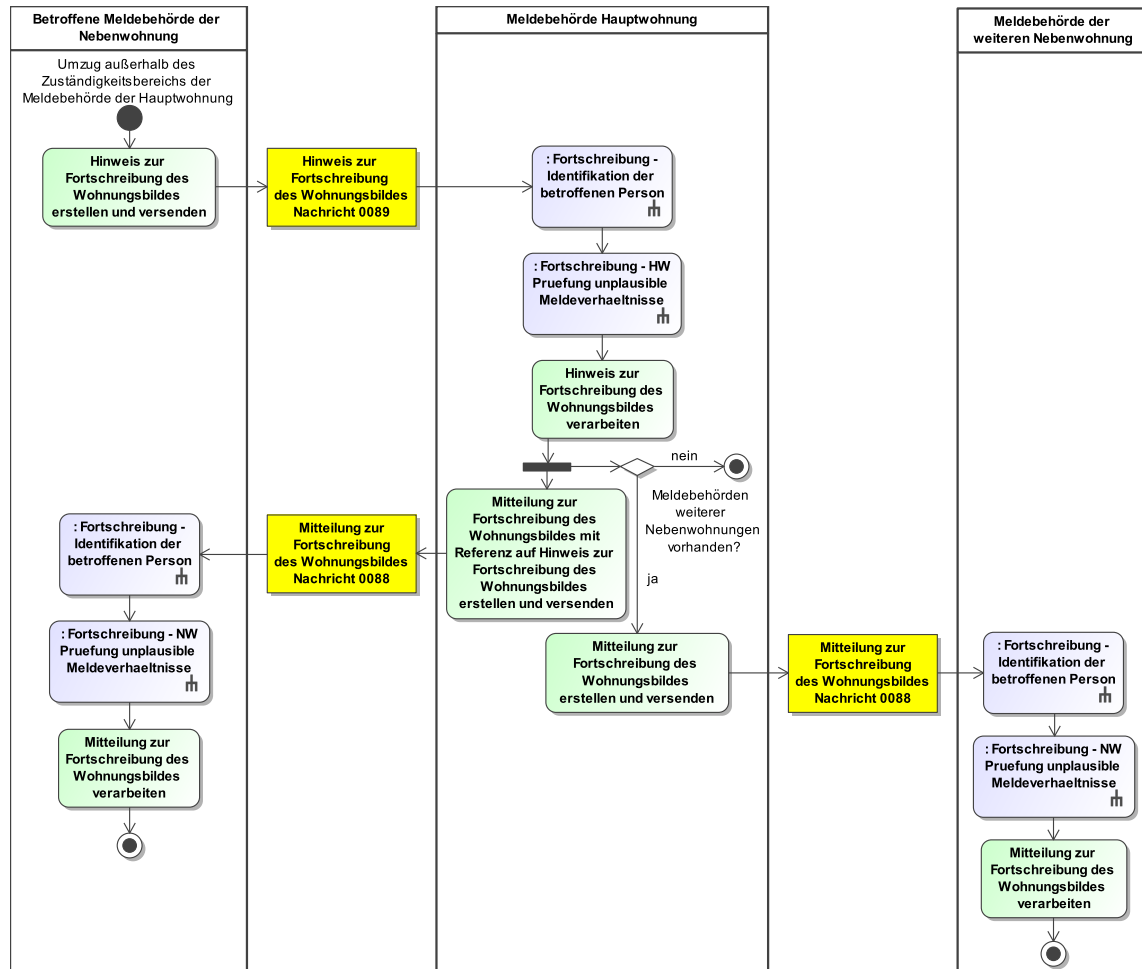 Betroffene Meldebehörde der
Nebenwohnung
Meldebehörde Hauptwohnung
Meldebehörde der
weiteren Nebenwohnung
Umzug außerhalb des
Zuständigkeitsbereichs der
Meldebehörde der Hauptwohnung
Hinweis zur
Fortschreibung des
Wohnungsbildes
erstellen und versenden
Hinweis zur
Fortschreibung
des Wohnungsbildes
Nachricht 0089
: Fortschreibung -
Identifikation der
betroffenen Person
: Fortschreibung - HW
Pruefung unplausible
Meldeverhaeltnisse
Hinweis zur
Fortschreibung des
Wohnungsbildes
verarbeiten
nein
Meldebehörden
weiterer
Nebenwohnungen
vorhanden?
ja
Mitteilung zur
Fortschreibung des
Wohnungsbildes mit
Referenz auf Hinweis zur
Fortschreibung des
Wohnungsbildes
erstellen und versenden
Mitteilung zur
Fortschreibung
des Wohnungsbildes
Nachricht 0088
: Fortschreibung -
Identifikation der
betroffenen Person
: Fortschreibung - NW
Pruefung unplausible
Meldeverhaeltnisse
Mitteilung zur
Fortschreibung des
Wohnungsbildes
verarbeiten
Mitteilung zur
Fortschreibung des
Wohnungsbildes
erstellen und versenden
Mitteilung zur
Fortschreibung
des Wohnungsbildes
Nachricht 0088
: Fortschreibung -
Identifikation der
betroffenen Person
: Fortschreibung - NW
Pruefung unplausible
Meldeverhaeltnisse
Mitteilung zur
Fortschreibung des
Wohnungsbildes
verarbeiten